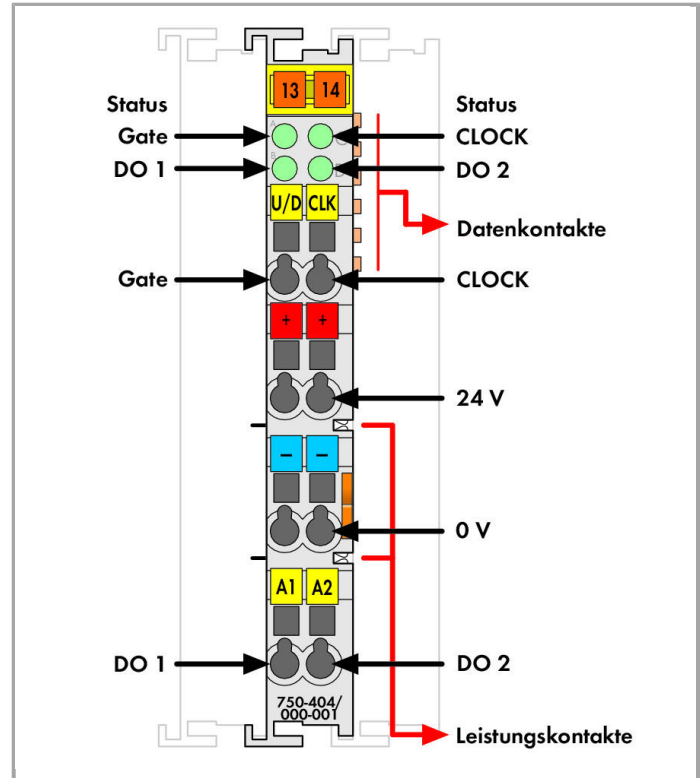 13 14
Status
Status
Gate
CLOCK
A
C
DO 1
DO 2
B
D
U/D CLK
Datenkontakte
Gate
CLOCK
+ +
24 V
− −
0 V
A1 A2
DO 1
DO 2
750-404/
000-001
Leistungskontakte